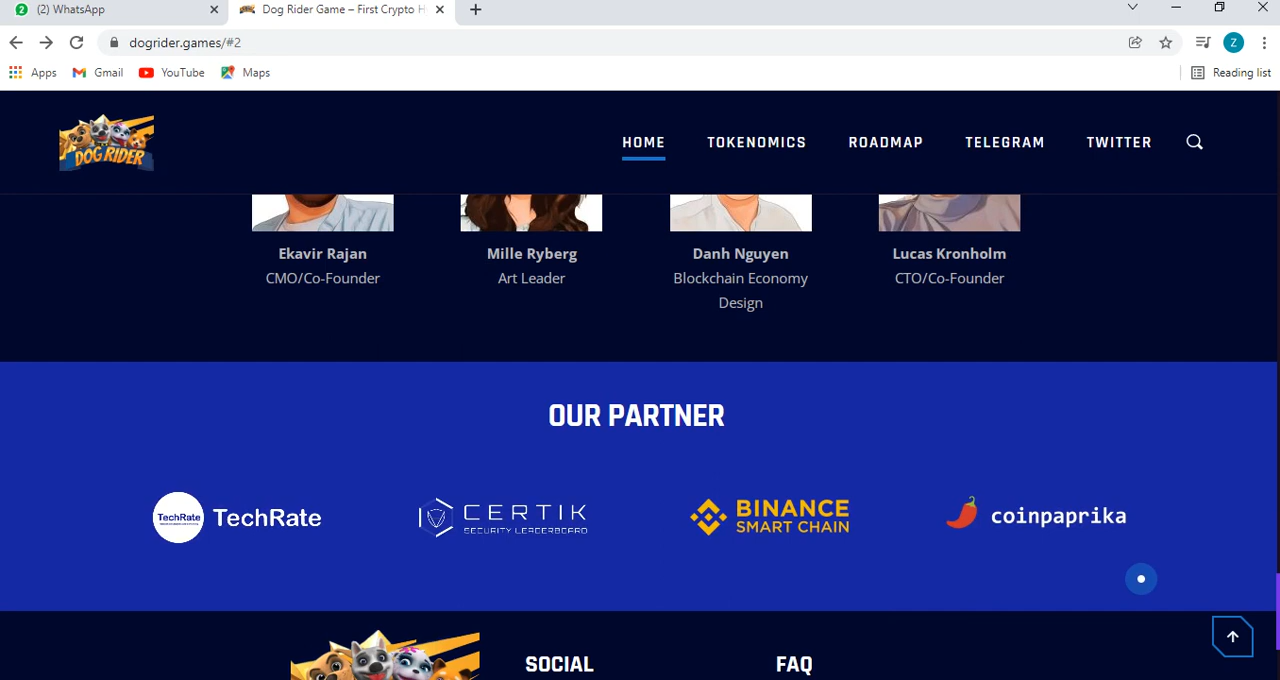 (2) WhatsApp
Dog Rider Game – First Crypto H
dogrider.games/#2
Z
Apps Gmail YouTube Maps
Reading list
DOG RIDER
HOME TOKENOMICS ROADMAP TELEGRAM TWITTER
Ekavir Rajan Mille Ryberg Danh Nguyen Lucas Kronholm
CMO/Co-Founder Art Leader Blockchain Economy CTO/Co-Founder
Design
OUR PARTNER
TechRate TechRate
CERTIK
SECURITY LEADERBOARD
BINANCE
SMART CHAIN
coinpaprika
SOCIAL FAQ